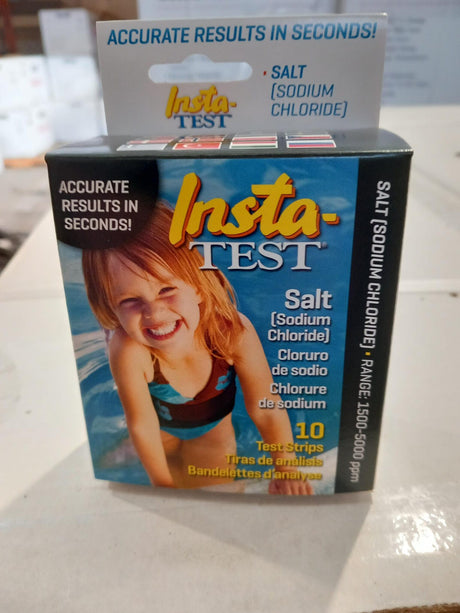 ACCURATE RESULTS IN SECONDS!
Insta-
TEST
• SALT
(SODIUM
CHLORIDE)
ACCURATE
RESULTS IN
SECONDS!
Insta-
TEST
Salt
(Sodium
Chloride)
Cloruro
de sodio
Chlorure
de sodium
10
Test Strips
Tiras de análisis
Bandelettes d'analyse
SALT (SODIUM CHLORIDE) • RANGE: 1500-5000 ppm